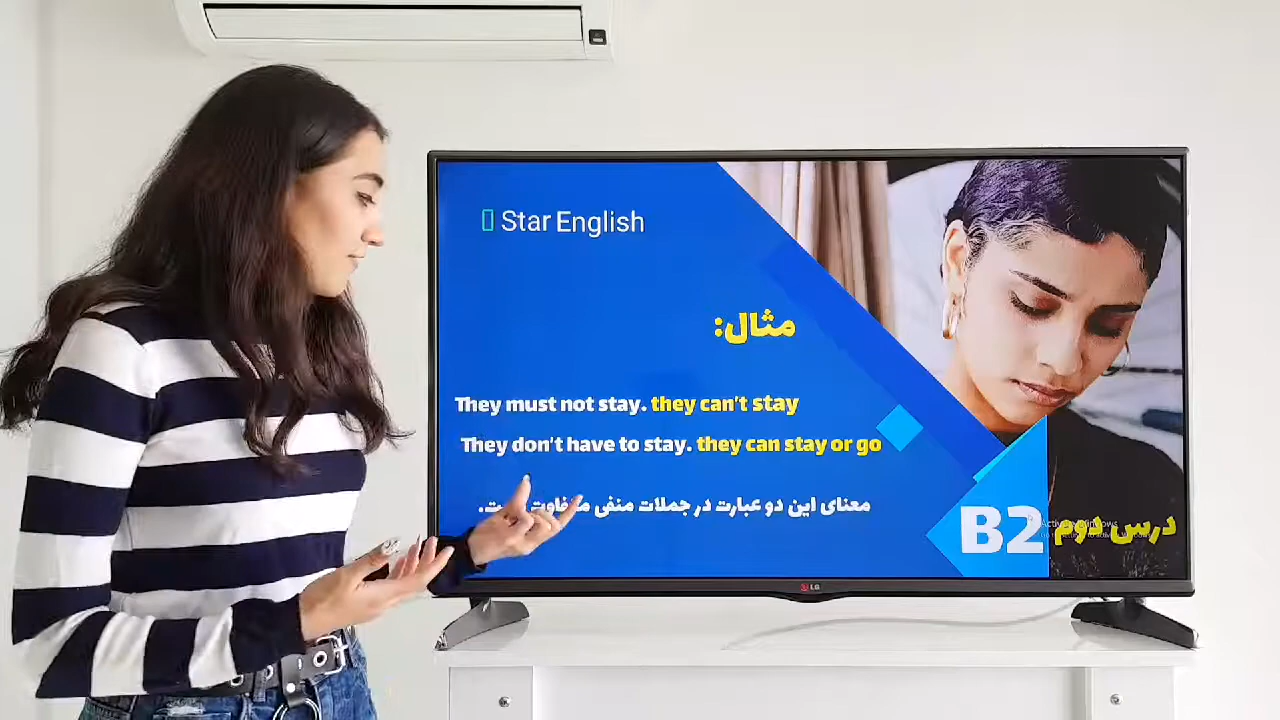 Star English
مثال:
They must not stay. they can't stay
They don't have to stay. they can stay or go
معنای این دو عبارت در جملات منفی
B2 درس دوم
LG